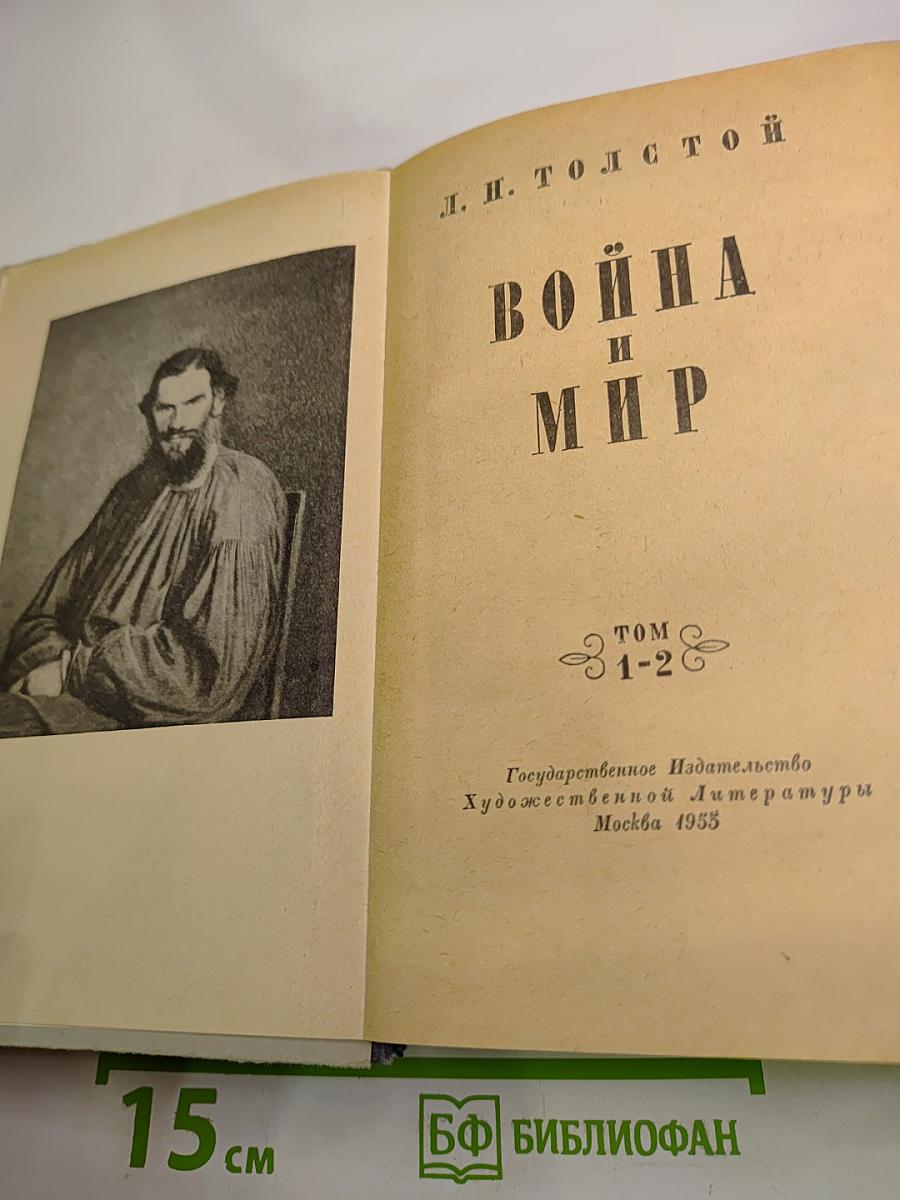 Л. Н. ТОЛСТОЙ
ВОЙНА
И
МИР
ТОМ
1-2
Государственное Издательство
Художественной Литературы
Москва 1955
15 см
БФ БИБЛИОФАН